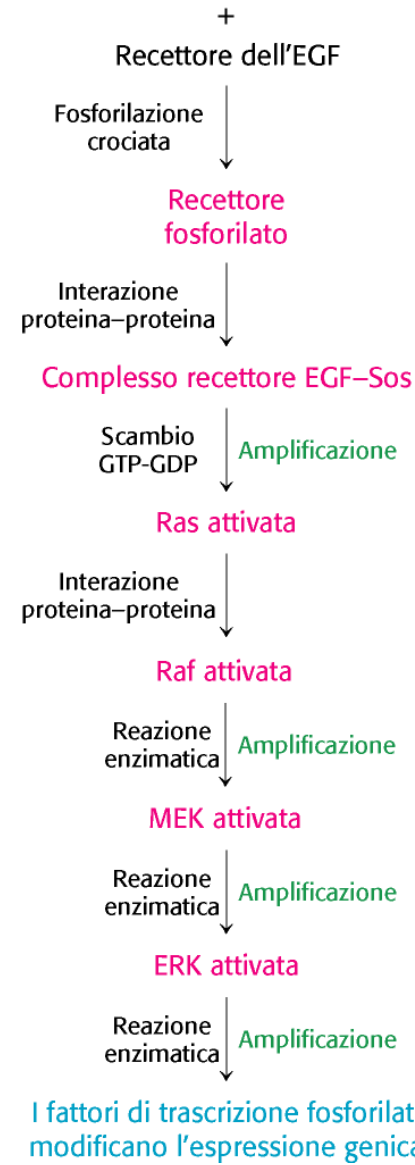 +
Recettore dell'EGF
Fosforilazione
crociata
Recettore
fosforilato
Interazione
proteina–proteina
Complesso recettore EGF–Sos
Scambio
GTP-GDP
Amplificazione
Ras attivata
Interazione
proteina–proteina
Raf attivata
Reazione
enzimatica
Amplificazione
MEK attivata
Reazione
enzimatica
Amplificazione
ERK attivata
Reazione
enzimatica
Amplificazione
I fattori di trascrizione fosforilat
modificano l'espressione genica